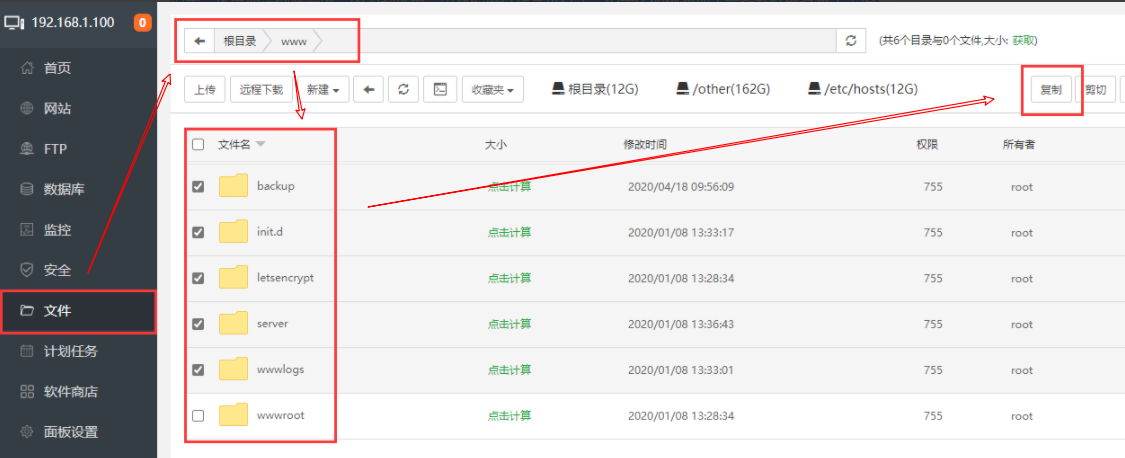 192.168.1.100 0
首页
网站
FTP
数据库
监控
安全
文件
计划任务
软件商店
面板设置
根目录 www (共6个目录与0个文件,大小: 获取)
上传 远程下载 新建 收藏夹 根目录(12G) /other(162G) /etc/hosts(12G) 复制 剪切
文件名 大小 修改时间 权限 所有者
backup 点击计算 2020/04/18 09:56:09 755 root
init.d 点击计算 2020/01/08 13:33:17 755 root
letsencrypt 点击计算 2020/01/08 13:28:34 755 root
server 点击计算 2020/01/08 13:36:43 755 root
wwwlogs 点击计算 2020/01/08 13:33:01 755 root
wwwroot 点击计算 2020/01/08 13:28:34 755 root